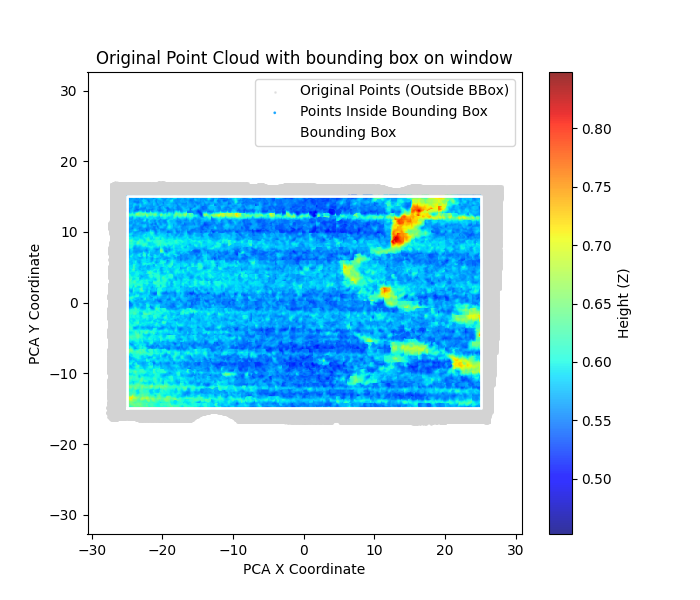 Original Point Cloud with bounding box on window
Original Points (Outside BBox)
Points Inside Bounding Box
Bounding Box
30
20
10
0
−10
−20
−30
PCA Y Coordinate
−30 −20 −10 0 10 20 30
PCA X Coordinate
0.80
0.75
0.70
0.65
0.60
0.55
0.50
Height (Z)